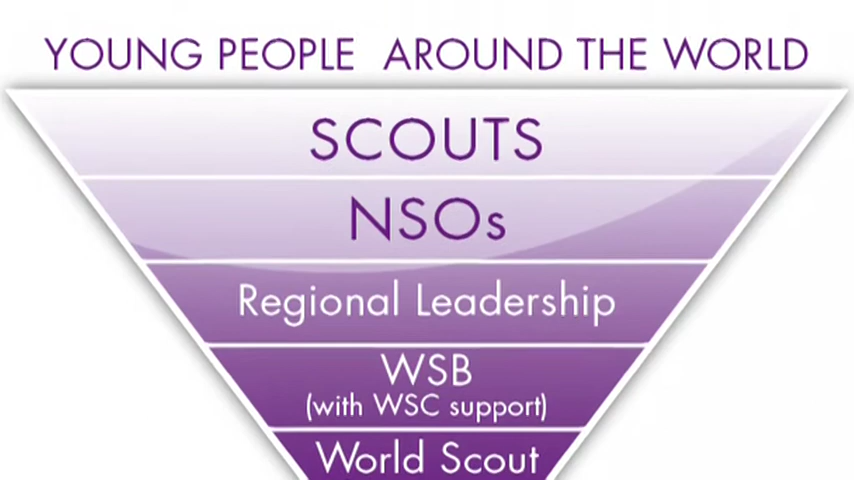 YOUNG PEOPLE AROUND THE WORLD
SCOUTS
NSOs
Regional Leadership
WSB
(with WSC support)
World Scout